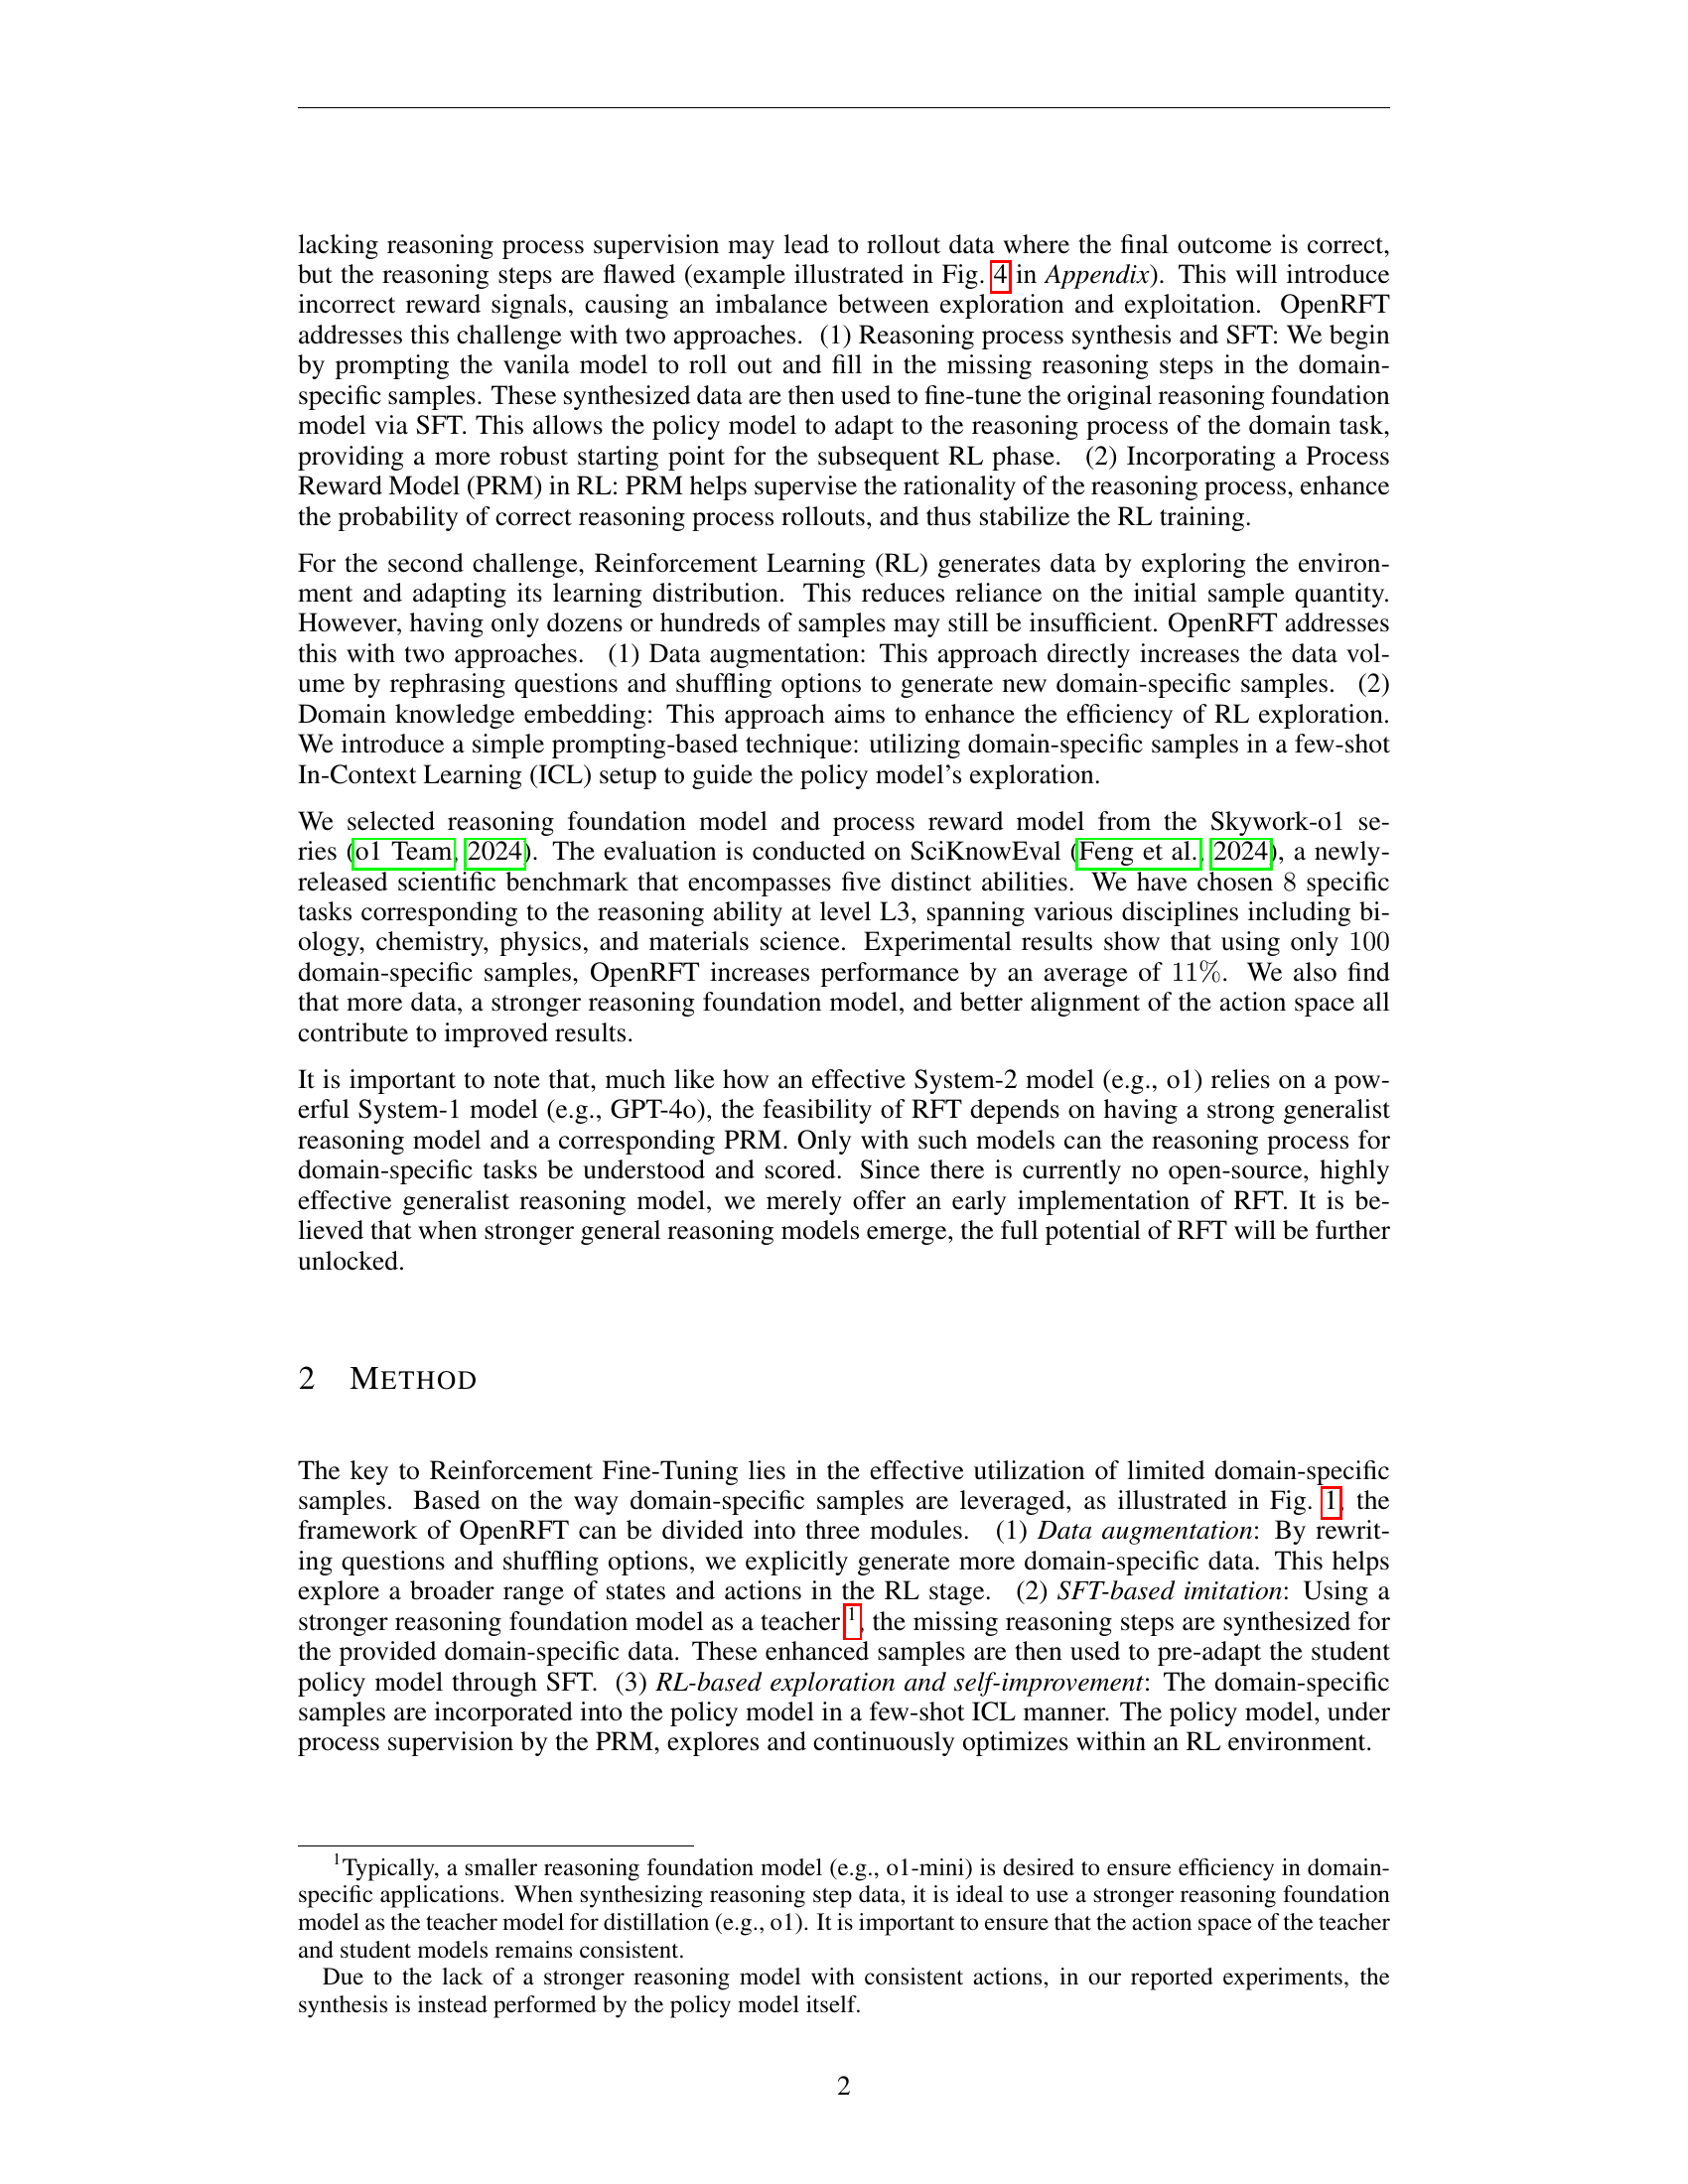 lacking reasoning process supervision may lead to rollout data where the final outcome is correct,
but the reasoning steps are flawed (example illustrated in Fig. 4 in Appendix). This will introduce
incorrect reward signals, causing an imbalance between exploration and exploitation. OpenRFT
addresses this challenge with two approaches. (1) Reasoning process synthesis and SFT: We begin
by prompting the vanila model to roll out and fill in the missing reasoning steps in the domain-
specific samples. These synthesized data are then used to fine-tune the original reasoning foundation
model via SFT. This allows the policy model to adapt to the reasoning process of the domain task,
providing a more robust starting point for the subsequent RL phase. (2) Incorporating a Process
Reward Model (PRM) in RL: PRM helps supervise the rationality of the reasoning process, enhance
the probability of correct reasoning process rollouts, and thus stabilize the RL training.
For the second challenge, Reinforcement Learning (RL) generates data by exploring the environ-
ment and adapting its learning distribution. This reduces reliance on the initial sample quantity.
However, having only dozens or hundreds of samples may still be insufficient. OpenRFT addresses
this with two approaches. (1) Data augmentation: This approach directly increases the data vol-
ume by rephrasing questions and shuffling options to generate new domain-specific samples. (2)
Domain knowledge embedding: This approach aims to enhance the efficiency of RL exploration.
We introduce a simple prompting-based technique: utilizing domain-specific samples in a few-shot
In-Context Learning (ICL) setup to guide the policy model's exploration.
We selected reasoning foundation model and process reward model from the Skywork-o1 se-
ries (o1 Team, 2024). The evaluation is conducted on SciKnowEval (Feng et al., 2024), a newly-
released scientific benchmark that encompasses five distinct abilities. We have chosen 8 specific
tasks corresponding to the reasoning ability at level L3, spanning various disciplines including bi-
ology, chemistry, physics, and materials science. Experimental results show that using only 100
domain-specific samples, OpenRFT increases performance by an average of 11%. We also find
that more data, a stronger reasoning foundation model, and better alignment of the action space all
contribute to improved results.
It is important to note that, much like how an effective System-2 model (e.g., o1) relies on a pow-
erful System-1 model (e.g., GPT-4o), the feasibility of RFT depends on having a strong generalist
reasoning model and a corresponding PRM. Only with such models can the reasoning process for
domain-specific tasks be understood and scored. Since there is currently no open-source, highly
effective generalist reasoning model, we merely offer an early implementation of RFT. It is be-
lieved that when stronger general reasoning models emerge, the full potential of RFT will be further
unlocked.
2 METHOD
The key to Reinforcement Fine-Tuning lies in the effective utilization of limited domain-specific
samples. Based on the way domain-specific samples are leveraged, as illustrated in Fig. 1, the
framework of OpenRFT can be divided into three modules. (1) Data augmentation: By rewrit-
ing questions and shuffling options, we explicitly generate more domain-specific data. This helps
explore a broader range of states and actions in the RL stage. (2) SFT-based imitation: Using a
stronger reasoning foundation model as a teacher 1, the missing reasoning steps are synthesized for
the provided domain-specific data. These enhanced samples are then used to pre-adapt the student
policy model through SFT. (3) RL-based exploration and self-improvement: The domain-specific
samples are incorporated into the policy model in a few-shot ICL manner. The policy model, under
process supervision by the PRM, explores and continuously optimizes within an RL environment.
1Typically, a smaller reasoning foundation model (e.g., o1-mini) is desired to ensure efficiency in domain-
specific applications. When synthesizing reasoning step data, it is ideal to use a stronger reasoning foundation
model as the teacher model for distillation (e.g., o1). It is important to ensure that the action space of the teacher
and student models remains consistent.
Due to the lack of a stronger reasoning model with consistent actions, in our reported experiments, the
synthesis is instead performed by the policy model itself.
2